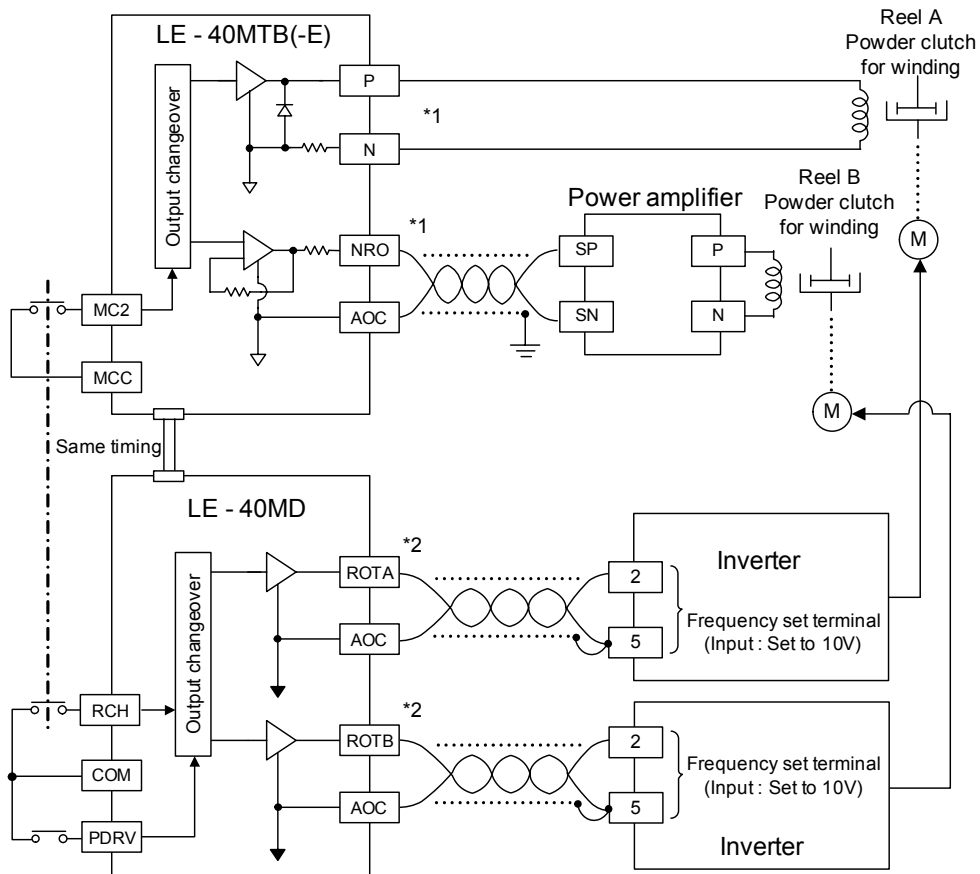 LE - 40MTB(-E)
Output changeover
P
*1
N
Reel A
Powder clutch
for winding
Reel B
Powder clutch
for winding
Power amplifier
*1
NRO
AOC
SP
SN
P
N
M
M
MC2
MCC
Same timing
LE - 40MD
Output changeover
*2
ROTA
AOC
2
5
Inverter
Frequency set terminal
(Input : Set to 10V)
RCH
COM
PDRV
*2
ROTB
AOC
2
5
Frequency set terminal
(Input : Set to 10V)
Inverter